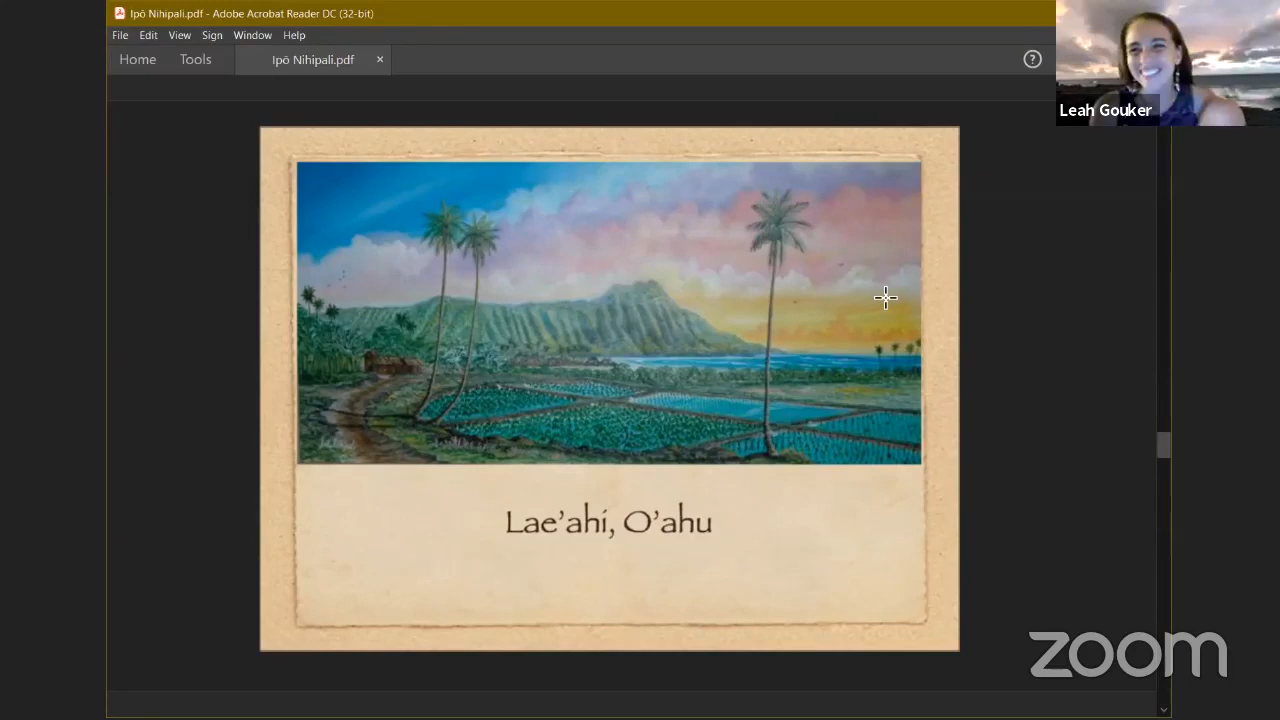 Ipō Nihipali.pdf - Adobe Acrobat Reader DC (32-bit)
File Edit View Sign Window Help
Home Tools Ipō Nihipali.pdf ×
?
Leah Gouker
Lae’ahi, O’ahu
zoom